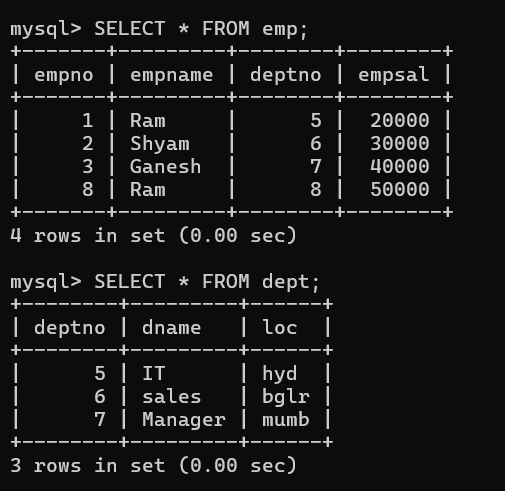 mysql> SELECT * FROM emp;
+-------+---------+--------+--------+
| empno | empname | deptno | empsal |
+-------+---------+--------+--------+
|     1 | Ram     |      5 |  20000 |
|     2 | Shyam   |      6 |  30000 |
|     3 | Ganesh  |      7 |  40000 |
|     8 | Ram     |      8 |  50000 |
+-------+---------+--------+--------+
4 rows in set (0.00 sec)

mysql> SELECT * FROM dept;
+--------+---------+------+
| deptno | dname   | loc  |
+--------+---------+------+
|      5 | IT      | hyd  |
|      6 | sales   | bglr |
|      7 | Manager | mumb |
+--------+---------+------+
3 rows in set (0.00 sec)